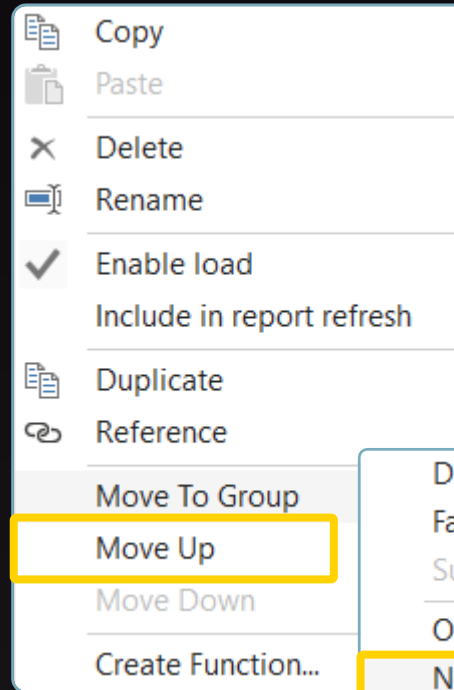 Copy
Paste
Delete
Rename
Enable load
Include in report refresh
Duplicate
Reference
Move To Group
Move Up
Move Down
Create Function...